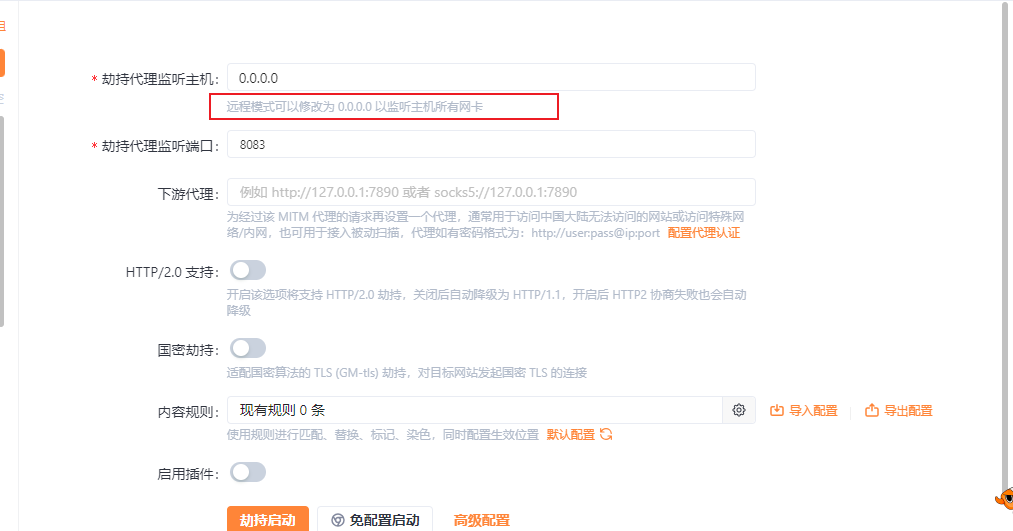 * 劫持代理监听主机： 0.0.0.0
远程模式可以修改为 0.0.0.0 以监听主机所有网卡
* 劫持代理监听端口： 8083
下游代理： 例如 http://127.0.0.1:7890 或者 socks5://127.0.0.1:7890
为经过该 MITM 代理的请求再设置一个代理，通常用于访问中国大陆无法访问的网站或访问特殊网
络/内网，也可用于接入被动扫描，代理如有密码格式为：http://user:pass@ip:port 配置代理认证
HTTP/2.0 支持：
开启该选项将支持 HTTP/2.0 劫持，关闭后自动降级为 HTTP/1.1，开启后 HTTP2 协商失败也会自动
降级
国密劫持：
适配国密算法的 TLS (GM-tls) 劫持，对目标网站发起国密 TLS 的连接
内容规则： 现有规则 0 条 导入配置 导出配置
使用规则进行匹配、替换、标记、染色，同时配置生效位置 默认配置
启用插件：
劫持启动 免配置启动 高级配置